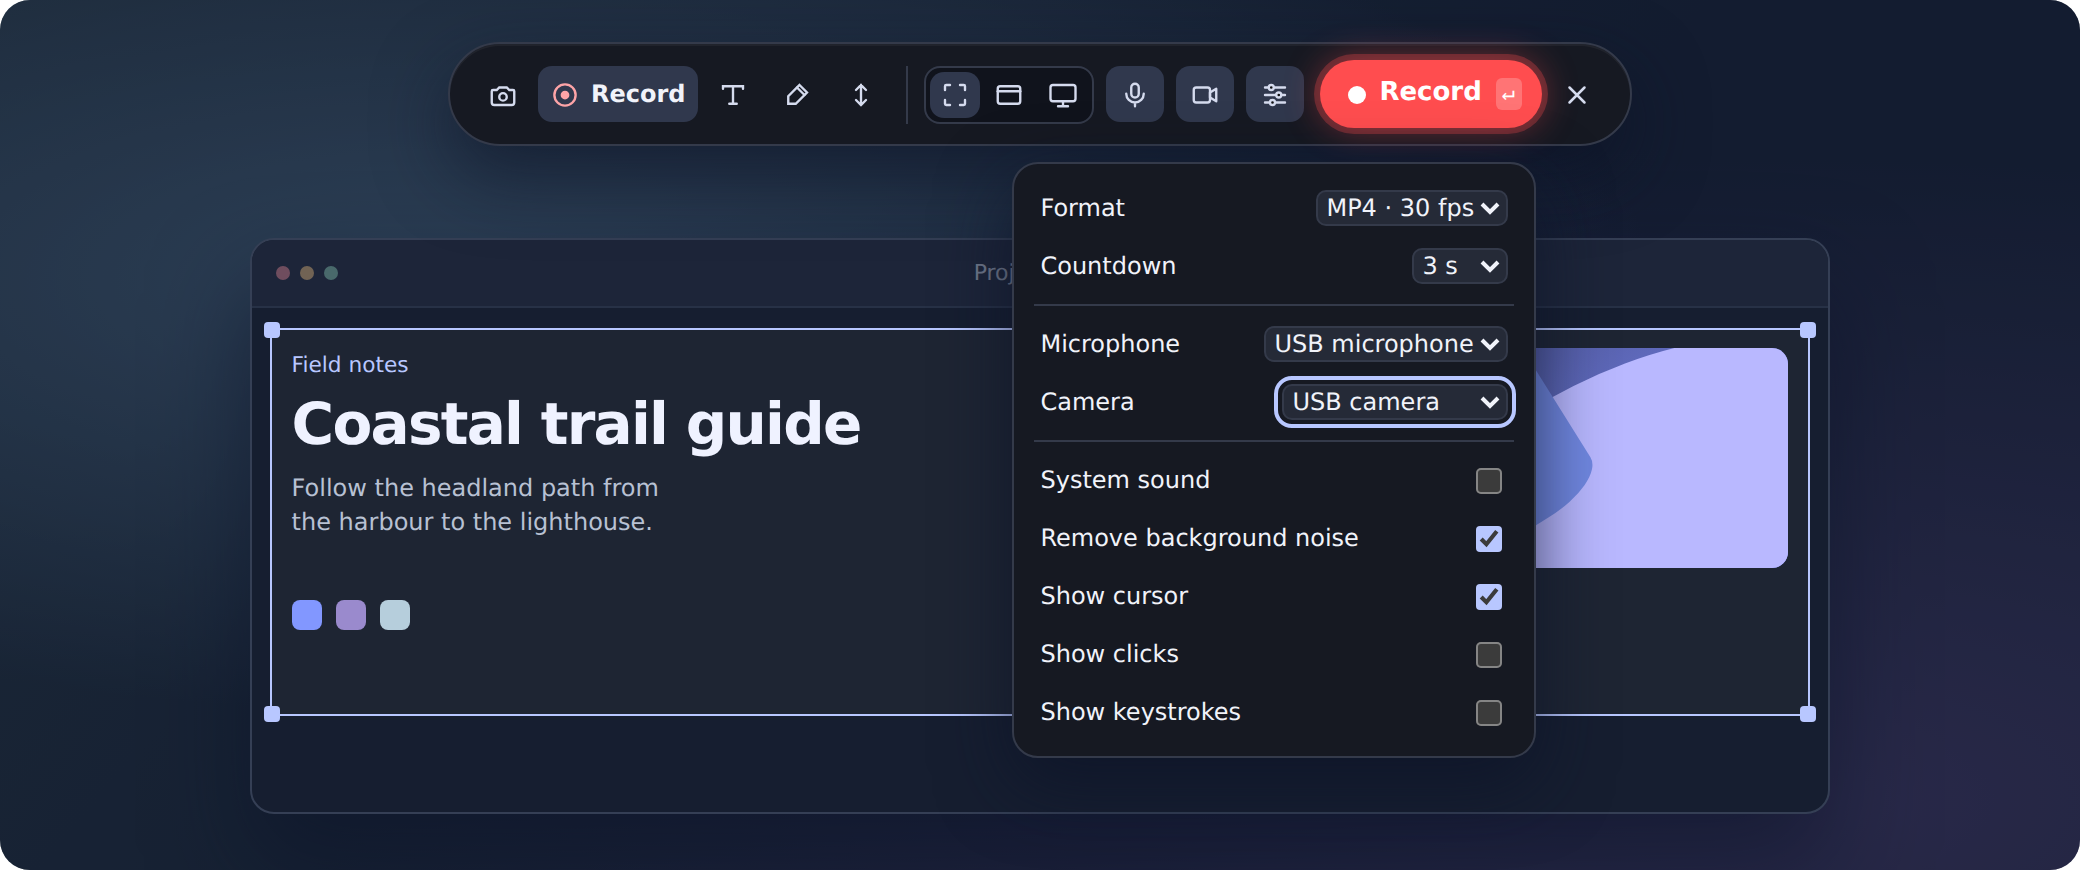 Record
Record
Proj
Format MP4 · 30 fps
Countdown 3 s
Microphone USB microphone
Camera USB camera
System sound
Remove background noise
Show cursor
Show clicks
Show keystrokes
Field notes
Coastal trail guide
Follow the headland path from
the harbour to the lighthouse.